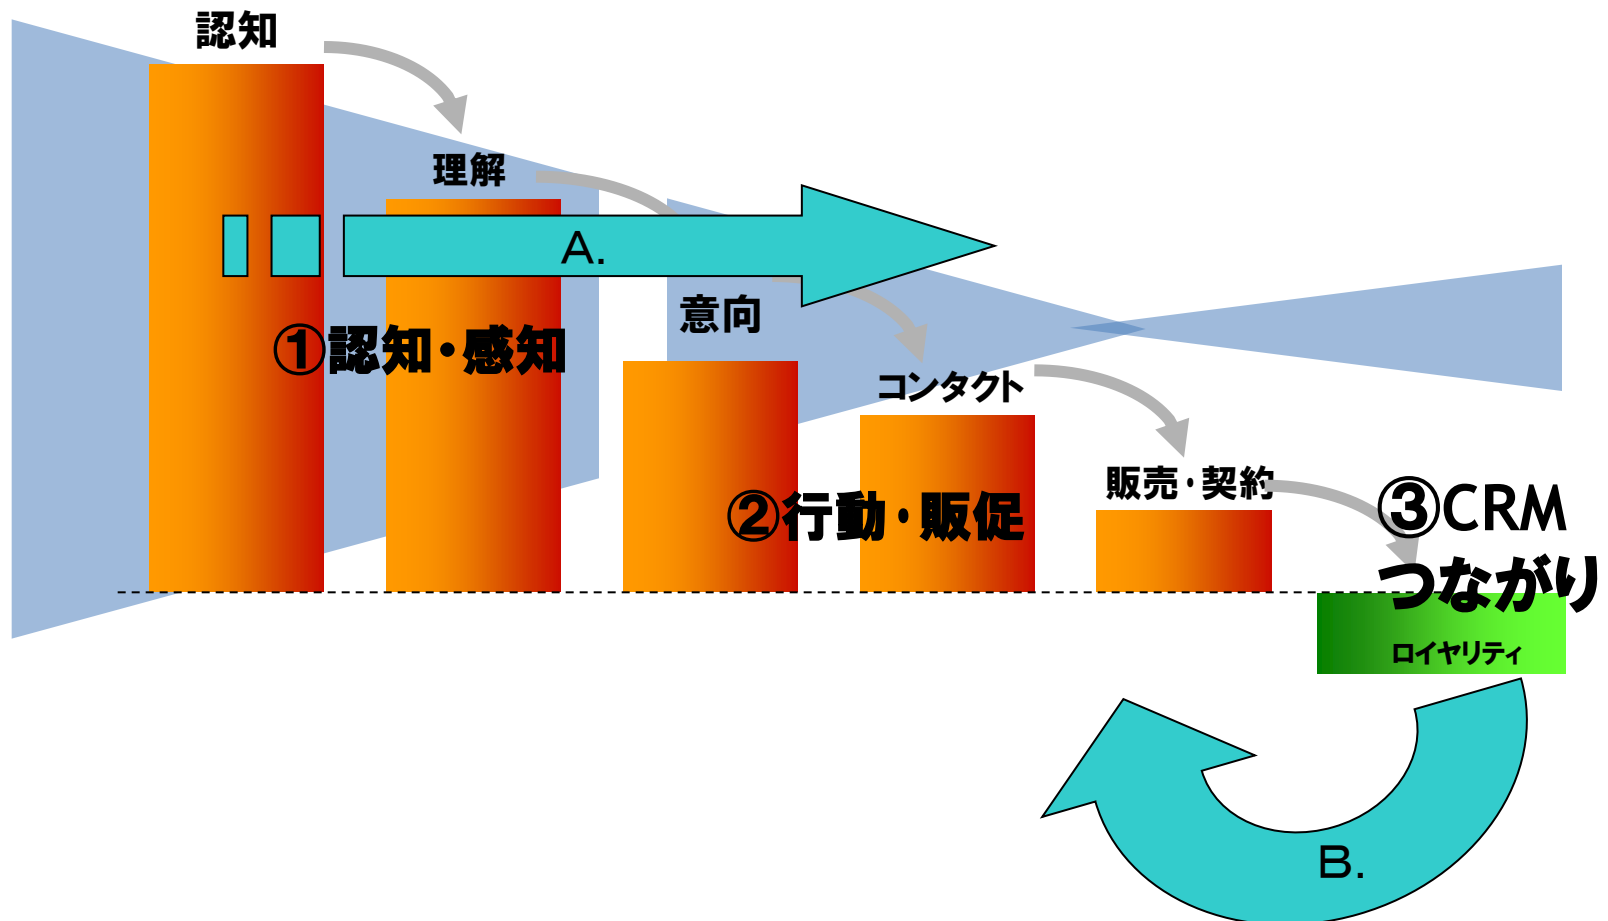 認知
理解
A.
意向
①認知・感知
コンタクト
販売・契約
②行動・販促
③CRM
つながり
ロイヤリティ
B.